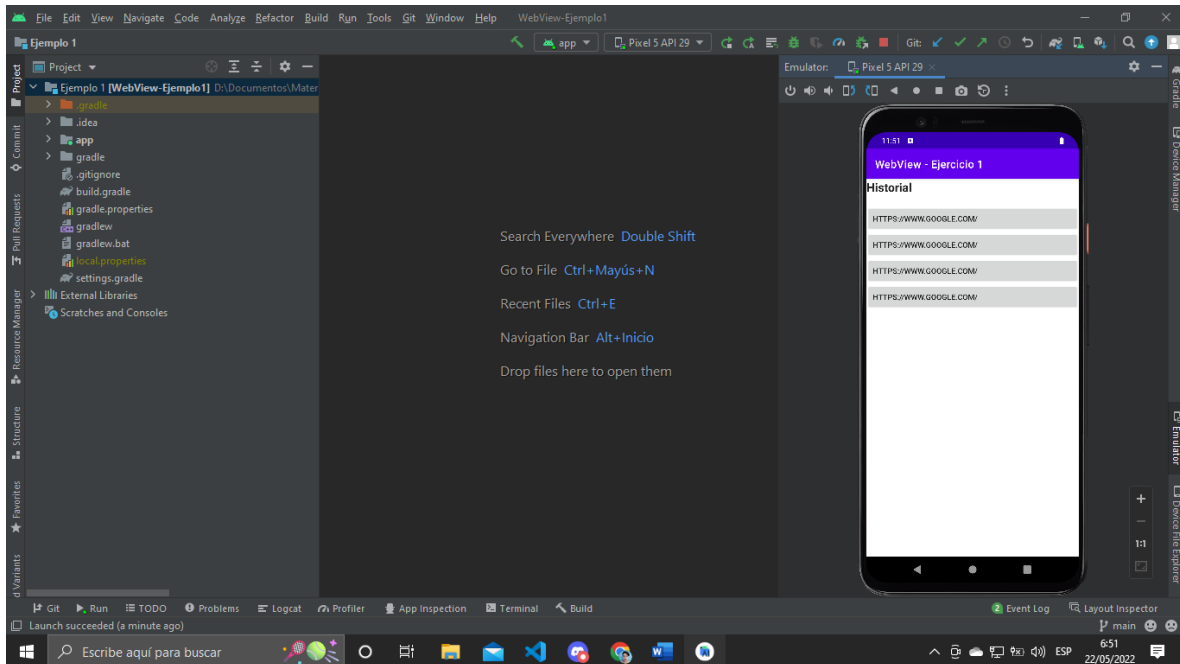 File Edit View Navigate Code Analyze Refactor Build Run Tools Git Window Help WebView-Ejemplo1
Ejemplo 1
app
Pixel 5 API 29
Git:
Project
Emulator: Pixel 5 API 29
Ejemplo 1 [WebView-Ejemplo1] D:\Documentos\Mater
.gradle
.idea
app
gradle
.gitignore
build.gradle
gradle.properties
gradlew
gradlew.bat
local.properties
settings.gradle
External Libraries
Scratches and Consoles
Project
Commit
Pull Requests
Resource Manager
Structure
Favorites
d Variants
Search Everywhere Double Shift
Go to File Ctrl+Mayús+N
Recent Files Ctrl+E
Navigation Bar Alt+Inicio
Drop files here to open them
11:51
WebView - Ejercicio 1
Historial
HTTPS://WWW.GOOGLE.COM/
HTTPS://WWW.GOOGLE.COM/
HTTPS://WWW.GOOGLE.COM/
HTTPS://WWW.GOOGLE.COM/
1:1
Gradle
Device Manager
Emulator
Device File Explorer
Git Run TODO Problems Logcat Profiler App Inspection Terminal Build
2 Event Log Layout Inspector
Launch succeeded (a minute ago)
main
Escribe aquí para buscar
ESP
6:51
22/05/2022